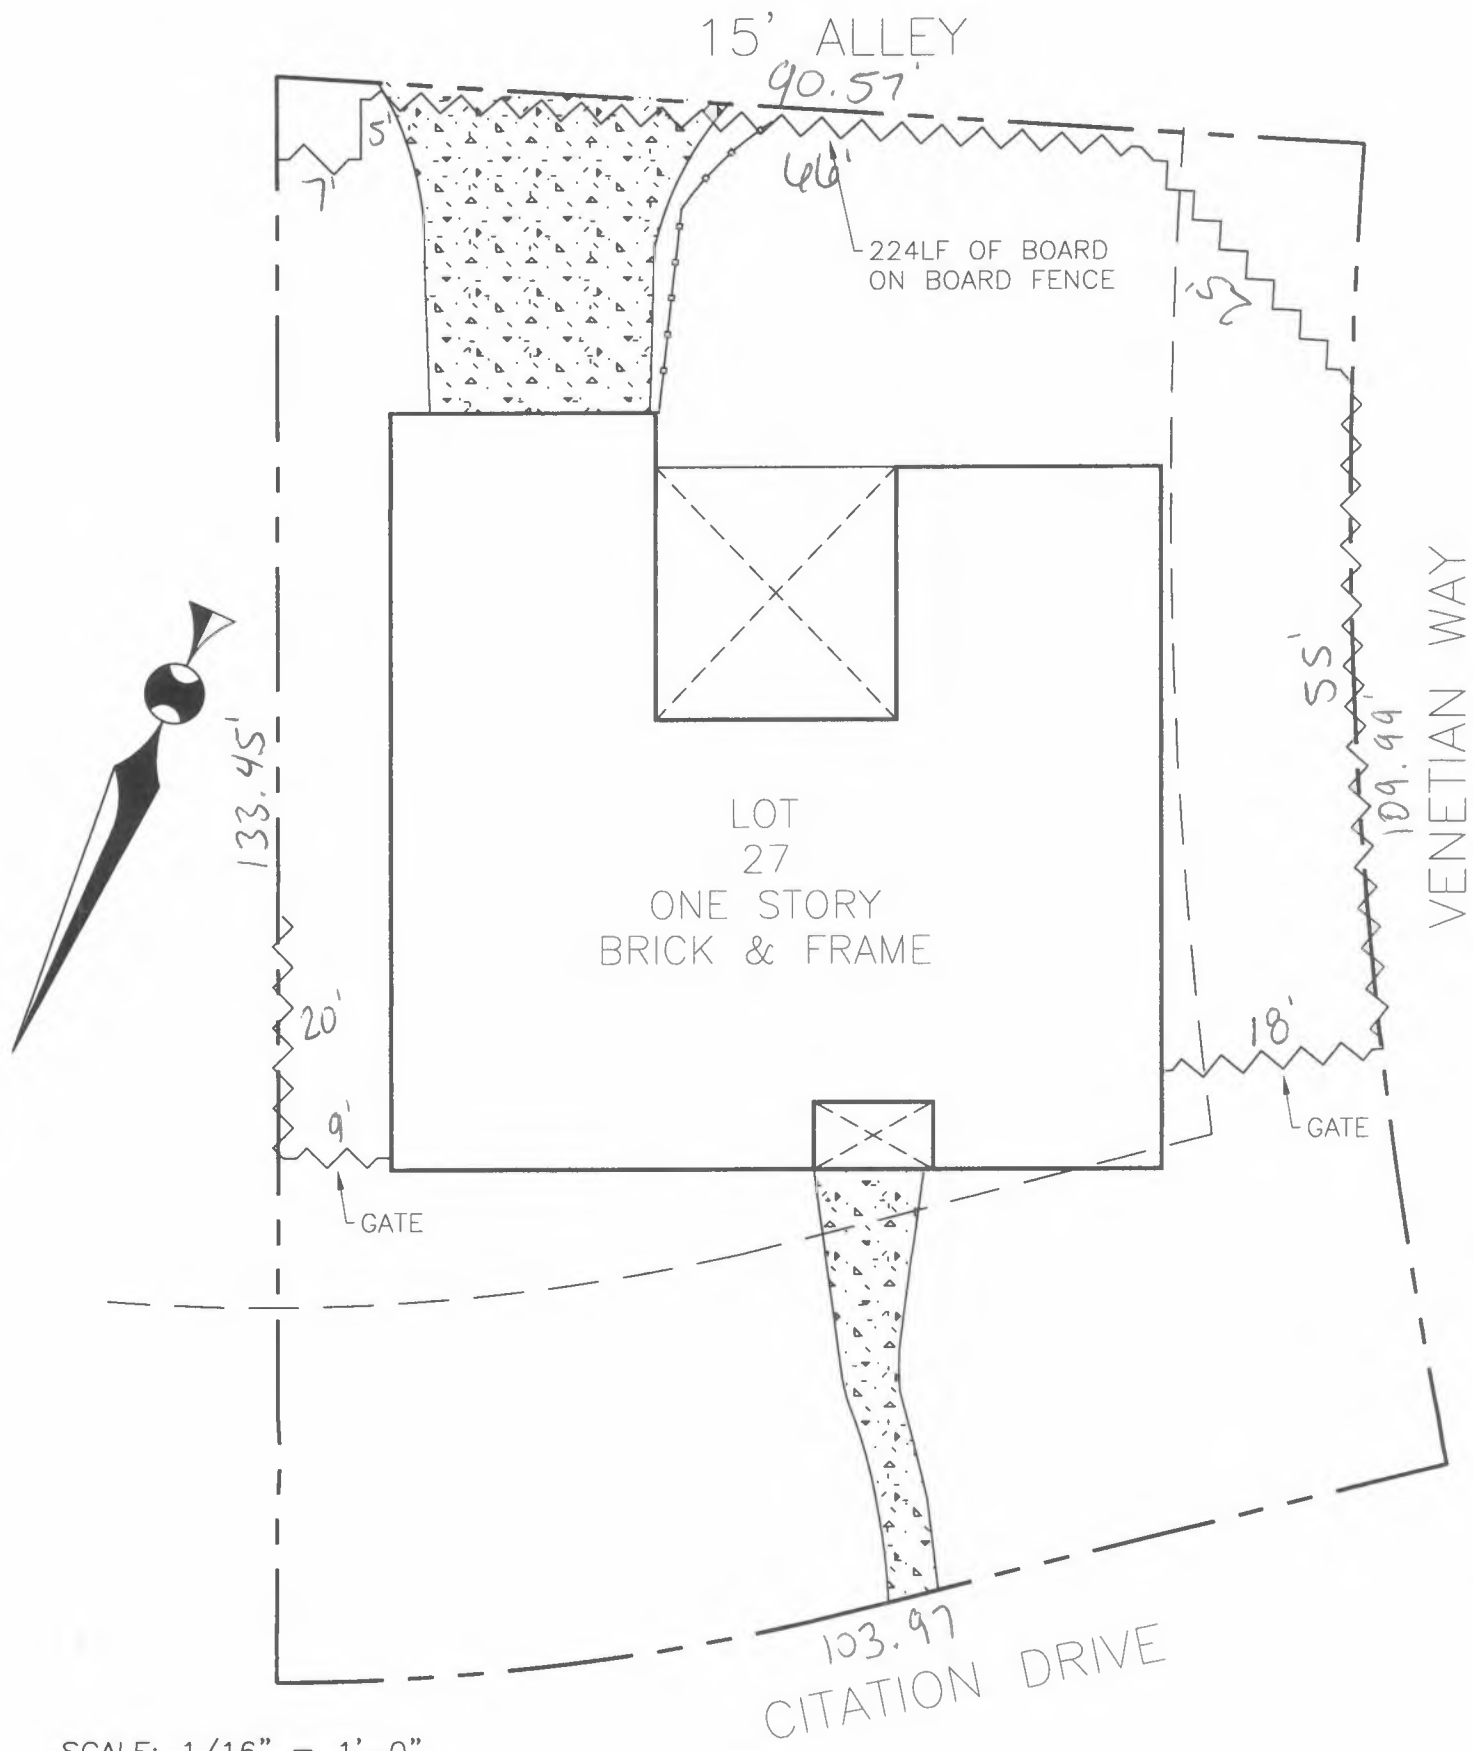 15' ALLEY
90.57'
5'
7'
66'
224LF OF BOARD
ON BOARD FENCE
133.45'
55'
109.99'
VENETIAN WAY
LOT
27
ONE STORY
BRICK & FRAME
20'
9'
18'
GATE
GATE
103.97
CITATION DRIVE
SCALE: 1/16" = 1'-0"